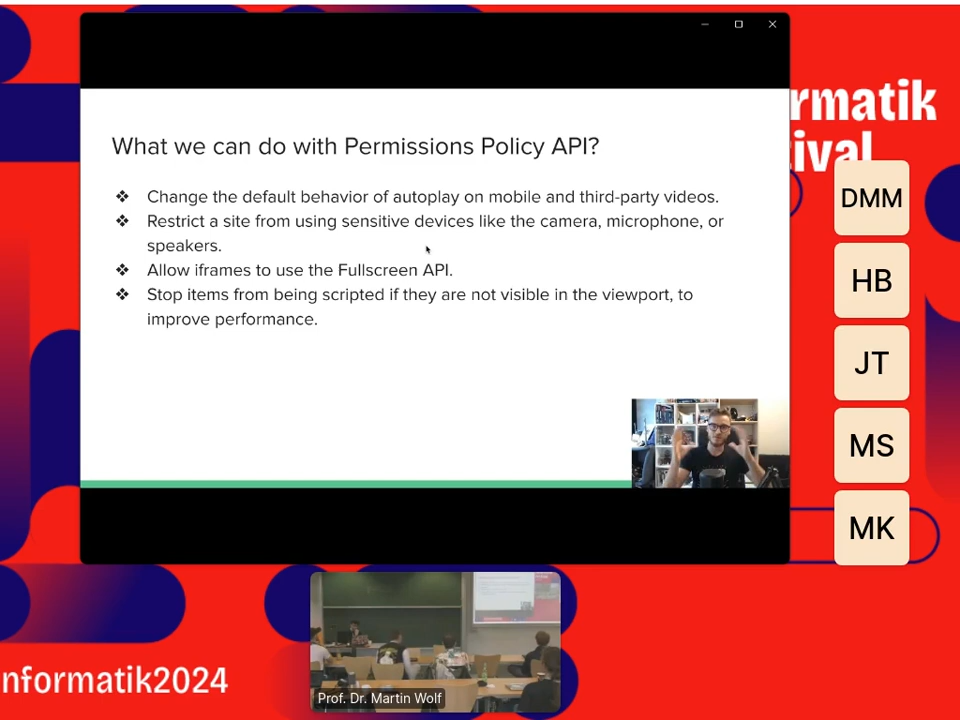 What we can do with Permissions Policy API?
❖ Change the default behavior of autoplay on mobile and third-party videos.
❖ Restrict a site from using sensitive devices like the camera, microphone, or
speakers.
❖ Allow iframes to use the Fullscreen API.
❖ Stop items from being scripted if they are not visible in the viewport, to
improve performance.
rmatik
ival
DMM
HB
JT
MS
MK
Prof. Dr. Martin Wolf
nformatik2024